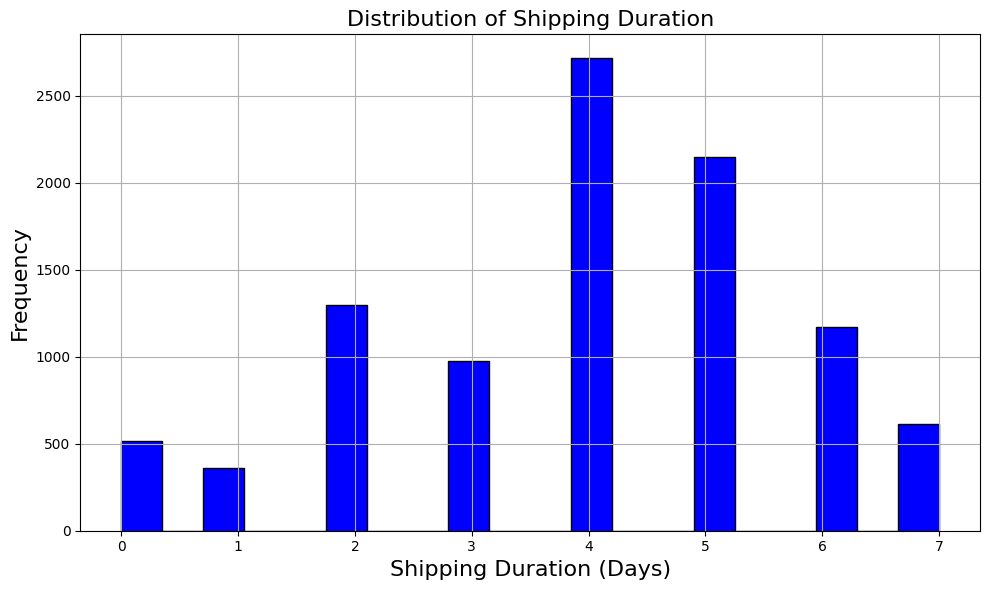 Distribution of Shipping Duration
2500
2000
1500
1000
500
0
Frequency
0 1 2 3 4 5 6 7
Shipping Duration (Days)